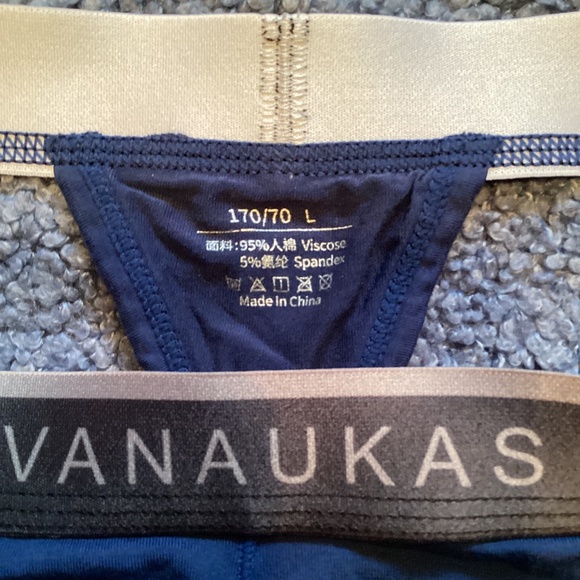 170/70 L
面料:95%人棉 Viscose
5%氨纶 Spandex
Made in China
VANAUKAS